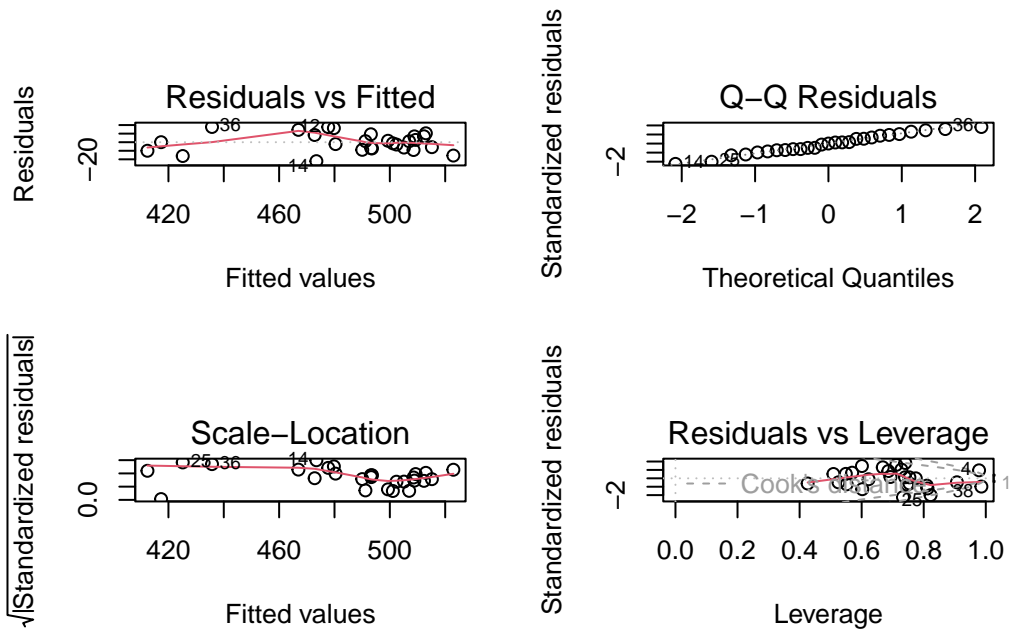 Residuals vs Fitted
Residuals
−20
36
12
14
420 460 500
Fitted values
Q−Q Residuals
Standardized residuals
−2
36
14
25
−2 −1 0 1 2
Theoretical Quantiles
Scale−Location
√|Standardized residuals|
0.0
25
36
14
420 460 500
Fitted values
Residuals vs Leverage
Standardized residuals
−2
Cook's distance
4
38
25
1
0.0 0.2 0.4 0.6 0.8 1.0
Leverage